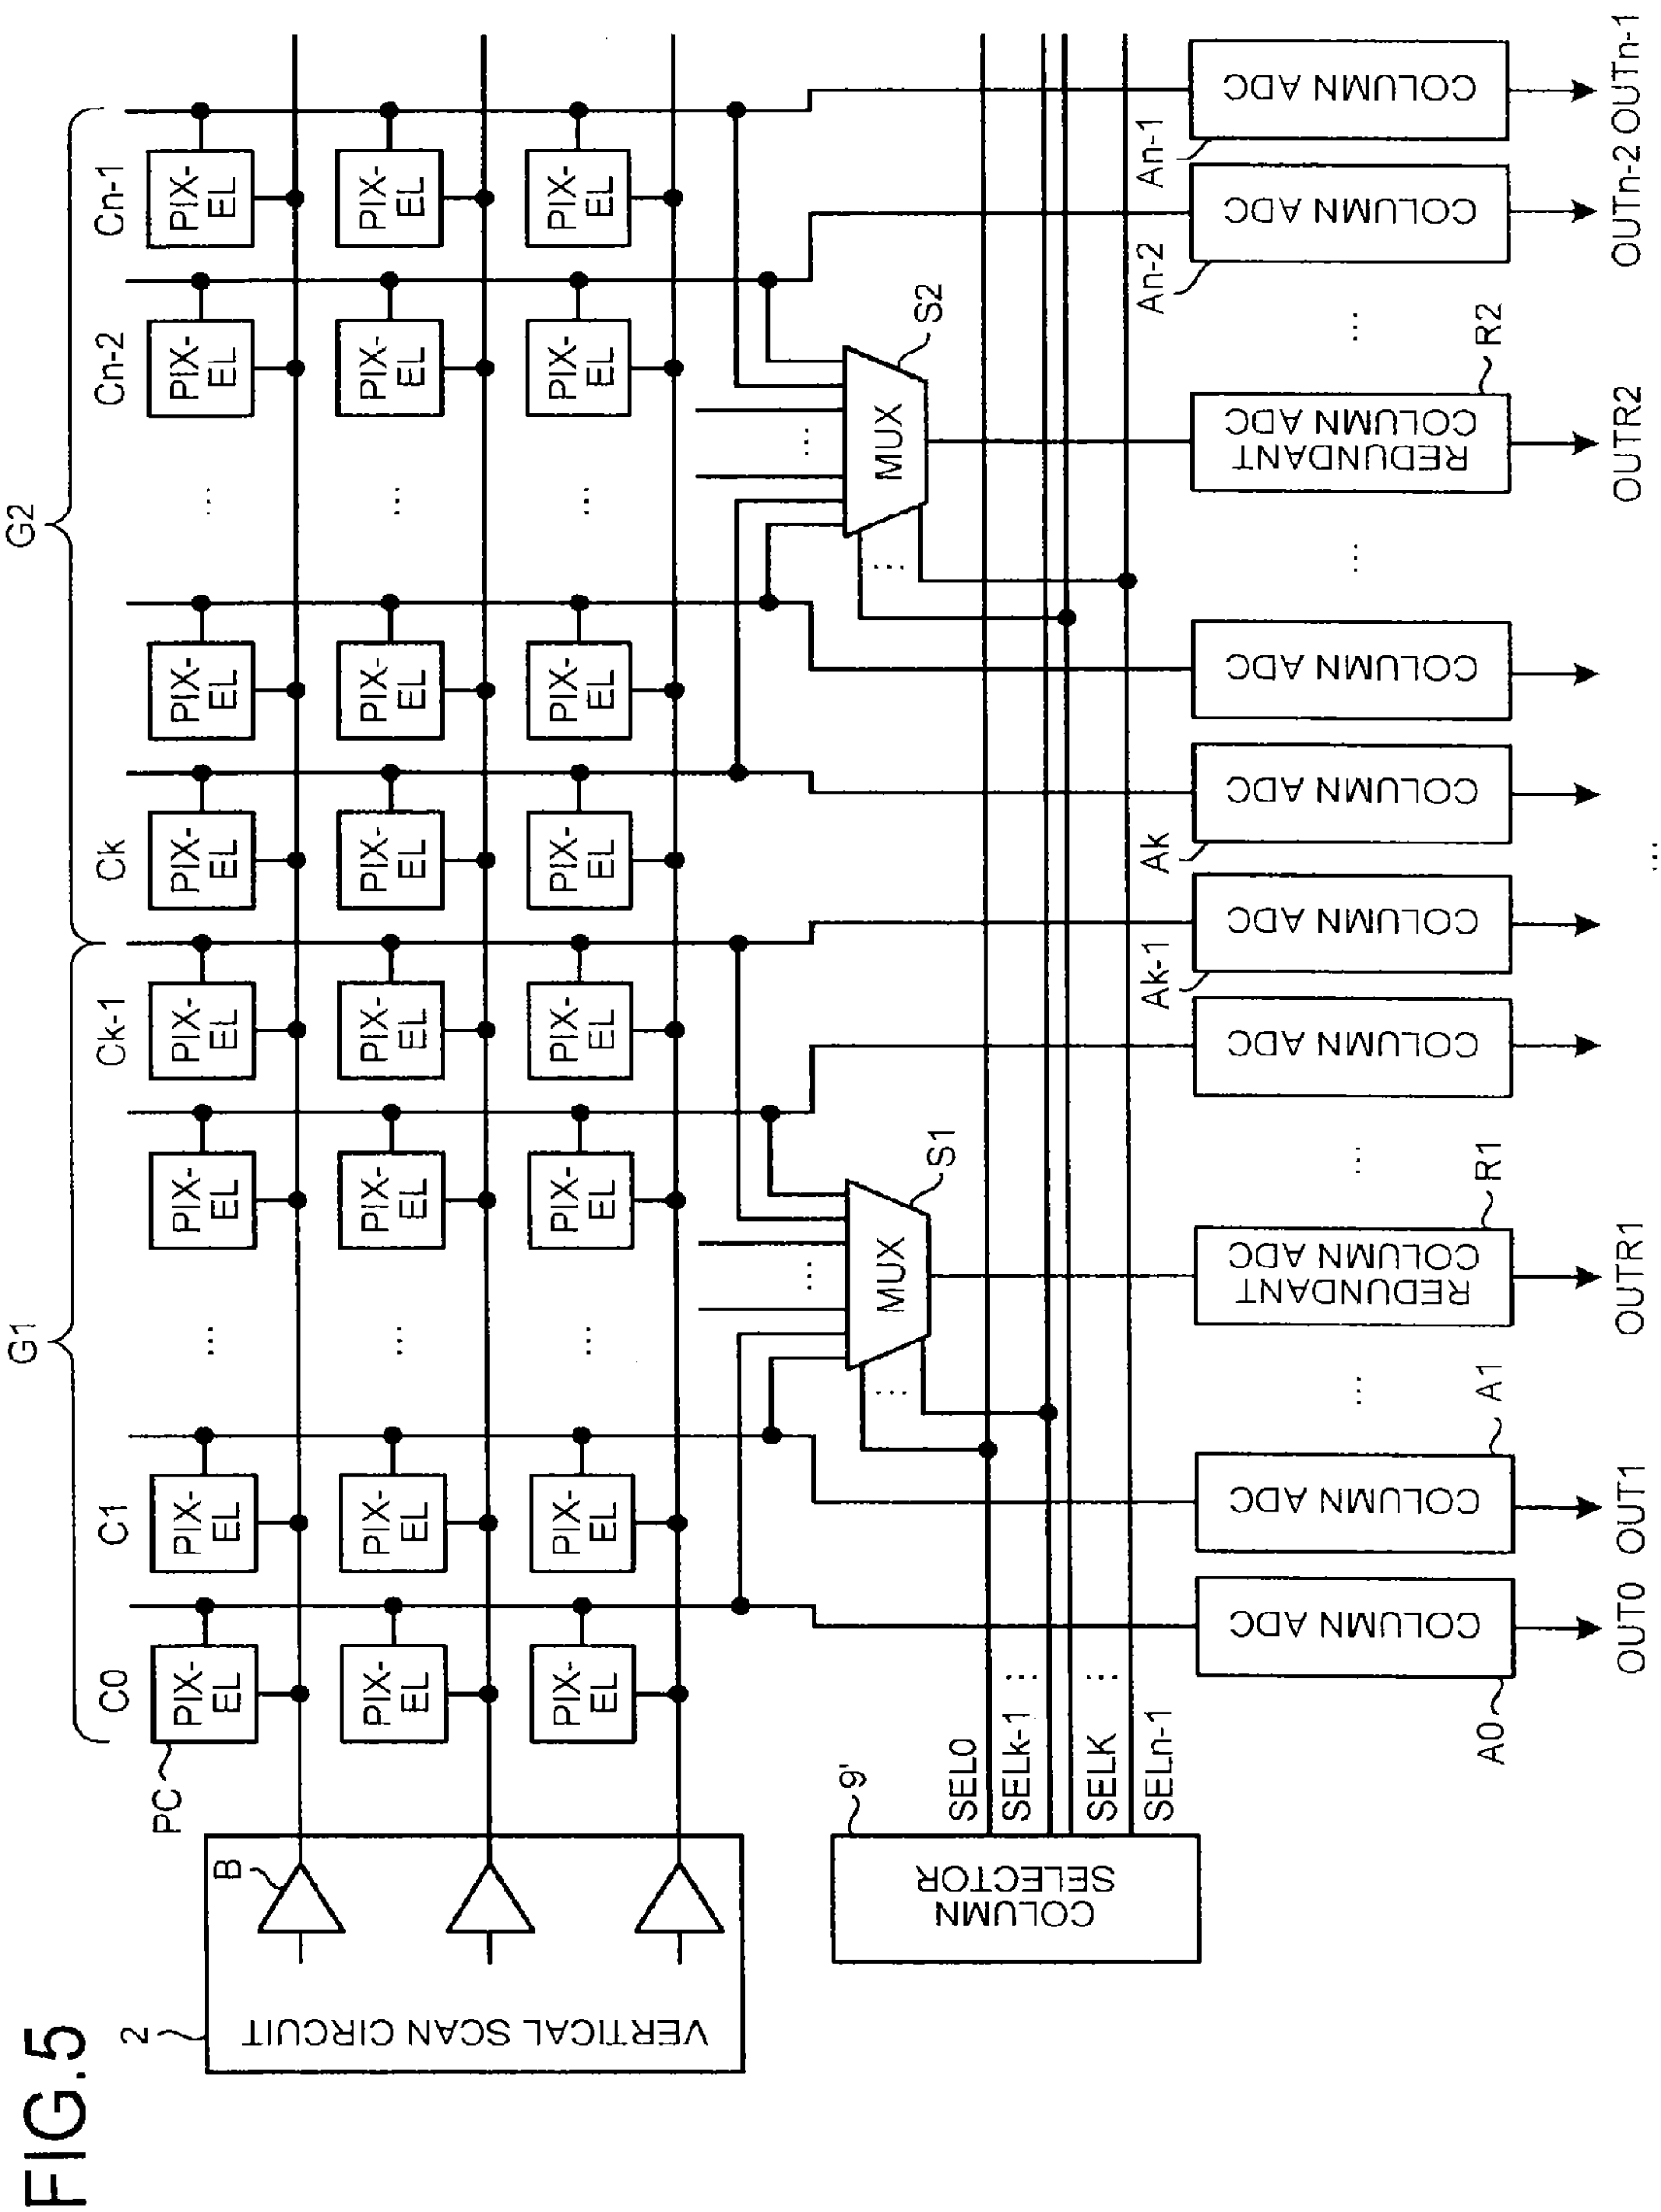 FIG.5
G1
G2
C0
C1
Ck-1
Ck
Cn-2
Cn-1
PC
2
B
VERTICAL SCAN CIRCUIT
PIX-
EL
PIX-
EL
PIX-
EL
PIX-
EL
PIX-
EL
PIX-
EL
PIX-
EL
PIX-
EL
...
PIX-
EL
PIX-
EL
PIX-
EL
PIX-
EL
PIX-
EL
PIX-
EL
PIX-
EL
PIX-
EL
...
PIX-
EL
PIX-
EL
PIX-
EL
PIX-
EL
PIX-
EL
PIX-
EL
PIX-
EL
PIX-
EL
...
MUX
S1
MUX
S2
9'
COLUMN
SELECTOR
SEL0
SELk-1
SELK
SELn-1
A0
COLUMN ADC
COLUMN ADC
A1
REDUNDANT
COLUMN ADC
R1
COLUMN ADC
Ak-1
COLUMN ADC
Ak
COLUMN ADC
COLUMN ADC
REDUNDANT
COLUMN ADC
R2
An-2
COLUMN ADC
An-1
COLUMN ADC
OUT0
OUT1
OUTR1
...
OUTR2
OUTn-2
OUTn-1